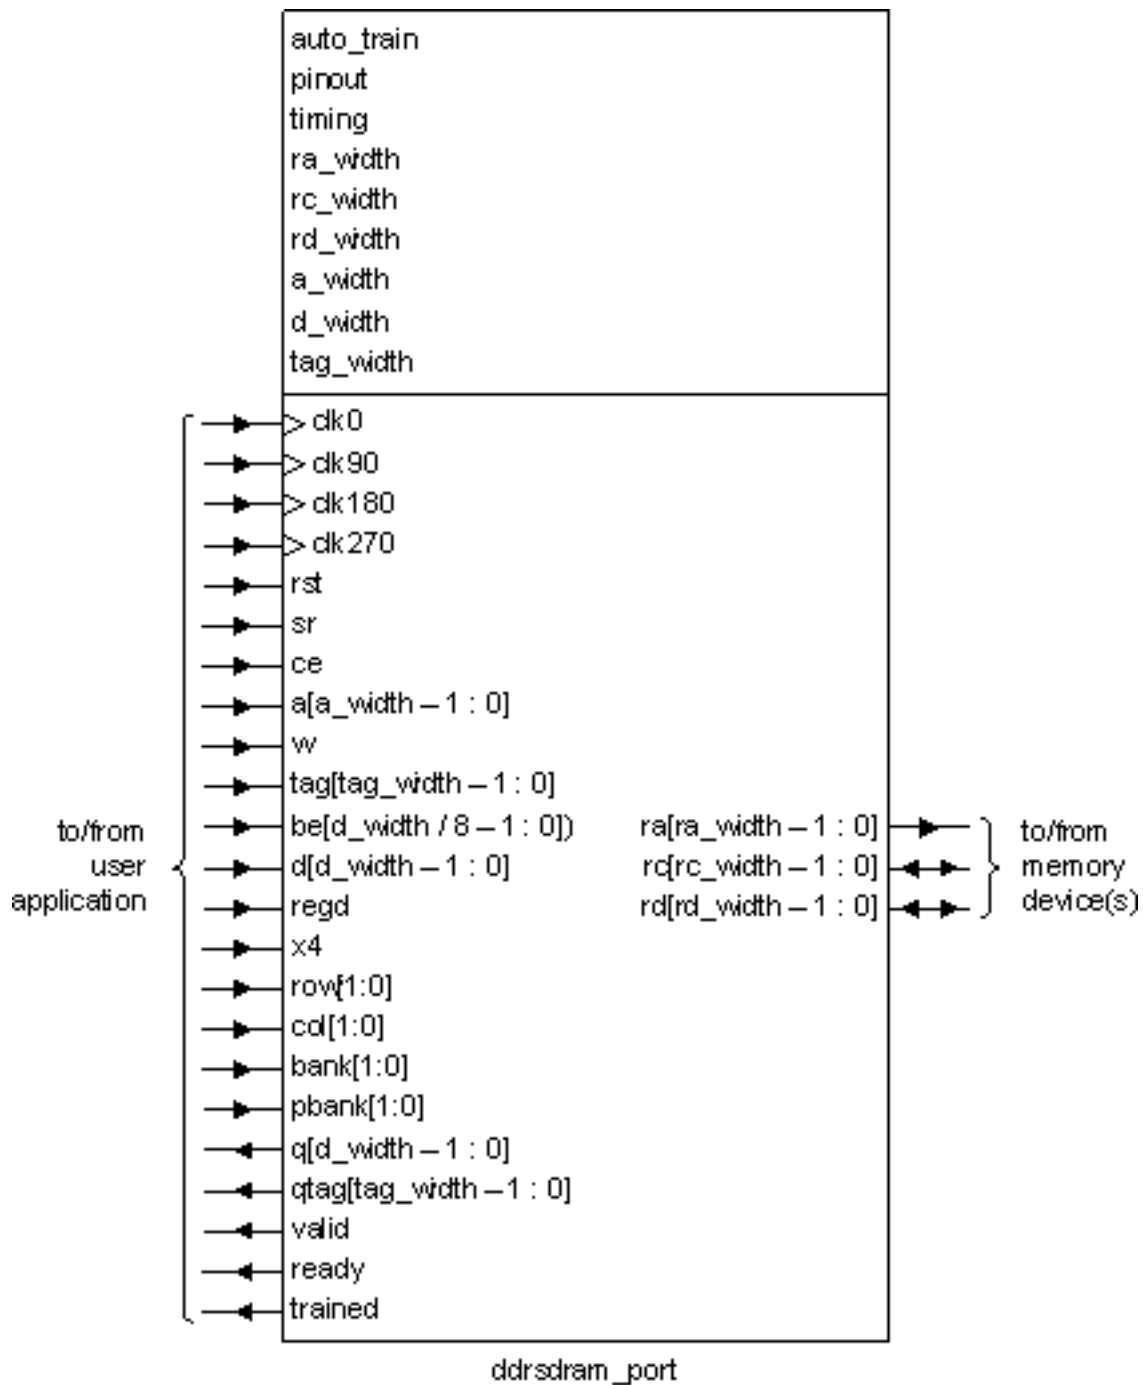 auto_train
pinout
timing
ra_width
rc_width
rd_width
a_width
d_width
tag_width
clk0
clk90
clk180
clk270
rst
sr
ce
a[a_width – 1 : 0]
w
tag[tag_width – 1 : 0]
be[d_width / 8 – 1 : 0])
d[d_width – 1 : 0]
regd
x4
row[1:0]
col[1:0]
bank[1:0]
pbank[1:0]
q[d_width – 1 : 0]
qtag[tag_width – 1 : 0]
valid
ready
trained
to/from
user
application
ra[ra_width – 1 : 0]
rc[rc_width – 1 : 0]
rd[rd_width – 1 : 0]
to/from
memory
device(s)
ddrsdram_port